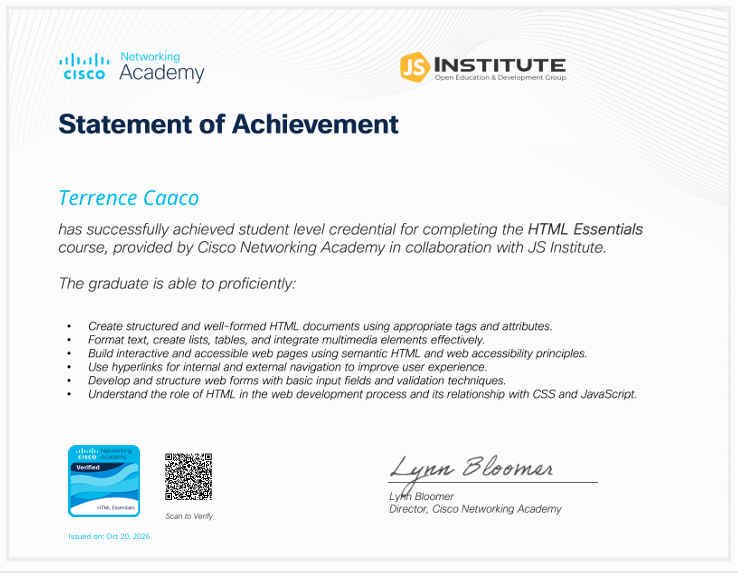 Networking
Academy
CISCO
JS INSTITUTE
Open Education & Development Group
Statement of Achievement
Terrence Caaco
has successfully achieved student level credential for completing the HTML Essentials
course, provided by Cisco Networking Academy in collaboration with JS Institute.
The graduate is able to proficiently:
• Create structured and well-formed HTML documents using appropriate tags and attributes.
• Format text, create lists, tables, and integrate multimedia elements effectively.
• Build interactive and accessible web pages using semantic HTML and web accessibility principles.
• Use hyperlinks for internal and external navigation to improve user experience.
• Develop and structure web forms with basic input fields and validation techniques.
• Understand the role of HTML in the web development process and its relationship with CSS and JavaScript.
CISCO
Networking
Academy
Verified
HTML Essentials
Scan to Verify
Issued on: Oct 20, 2026
Lynn Bloomer
Lynn Bloomer
Director, Cisco Networking Academy